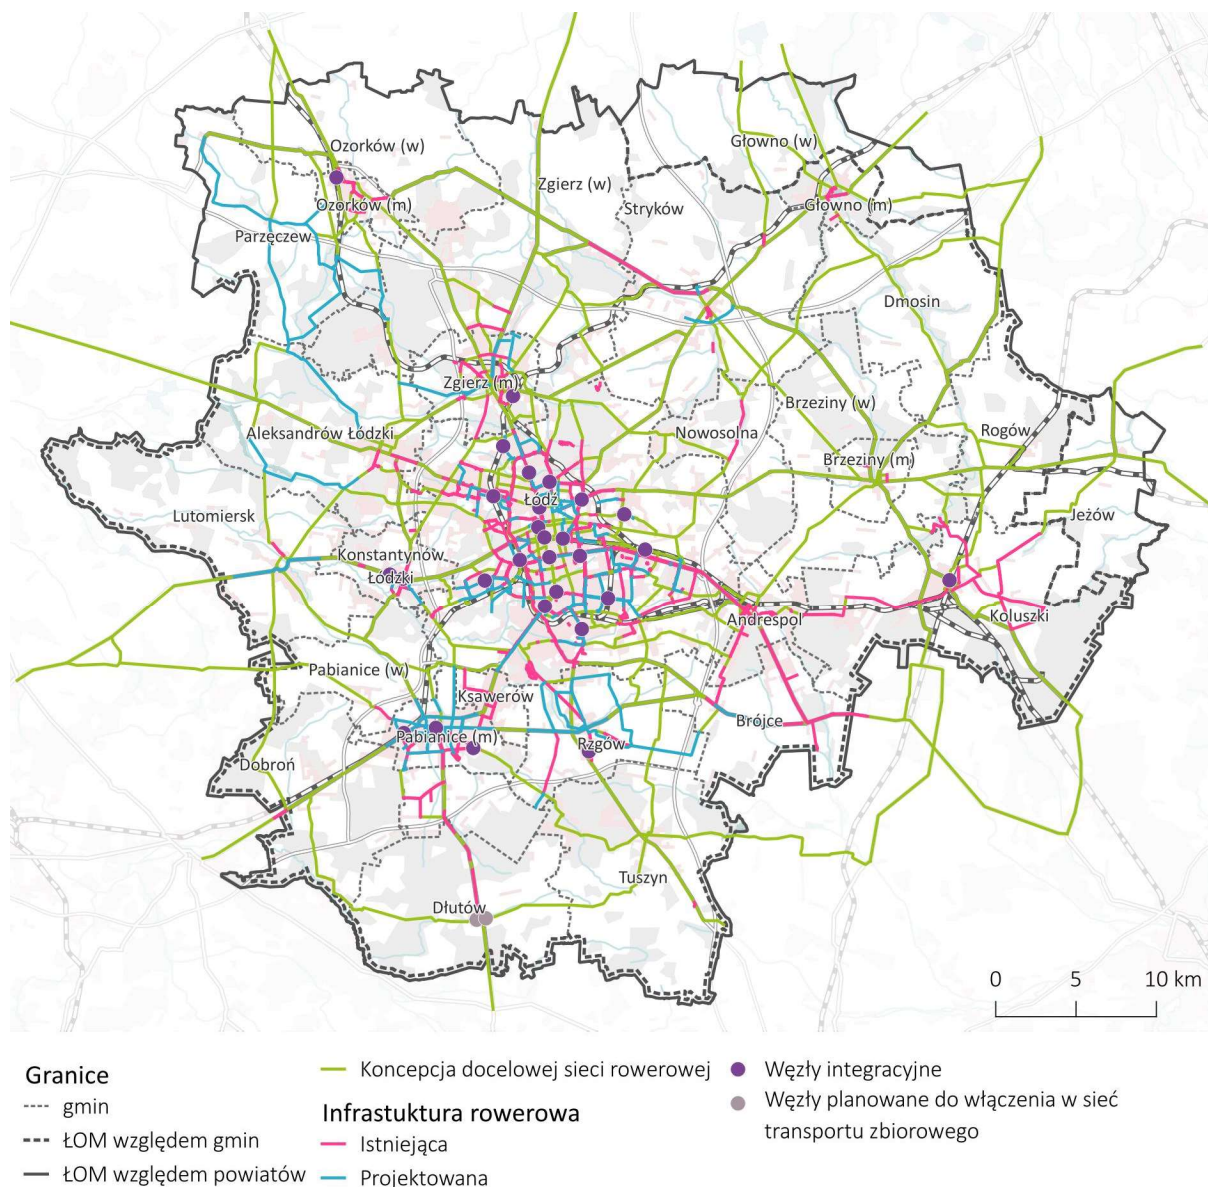 Ozorków (w)
Głowno (w)
Zgierz (w)
Ozorków (m)
Stryków
Głowno (m)
Parzęczew
Dmosin
Zgierz (m)
Brzeziny (w)
Aleksandrów Łódzki
Nowosolna
Rogów
Brzeziny (m)
Łódź
Lutomiersk
Jeżów
Konstantynów
Łódzki
Andrespol
Koluszki
Pabianice (w)
Ksawerów
Brójce
Pabianice (m)
Rzgów
Dobroń
Tuszyn
Dłutów
0 5 10 km
Granice
gmin
ŁOM względem gmin
ŁOM względem powiatów
Koncepcja docelowej sieci rowerowej
Infrastuktura rowerowa
Istniejąca
Projektowana
Węzły integracyjne
Węzły planowane do włączenia w sieć
transportu zbiorowego